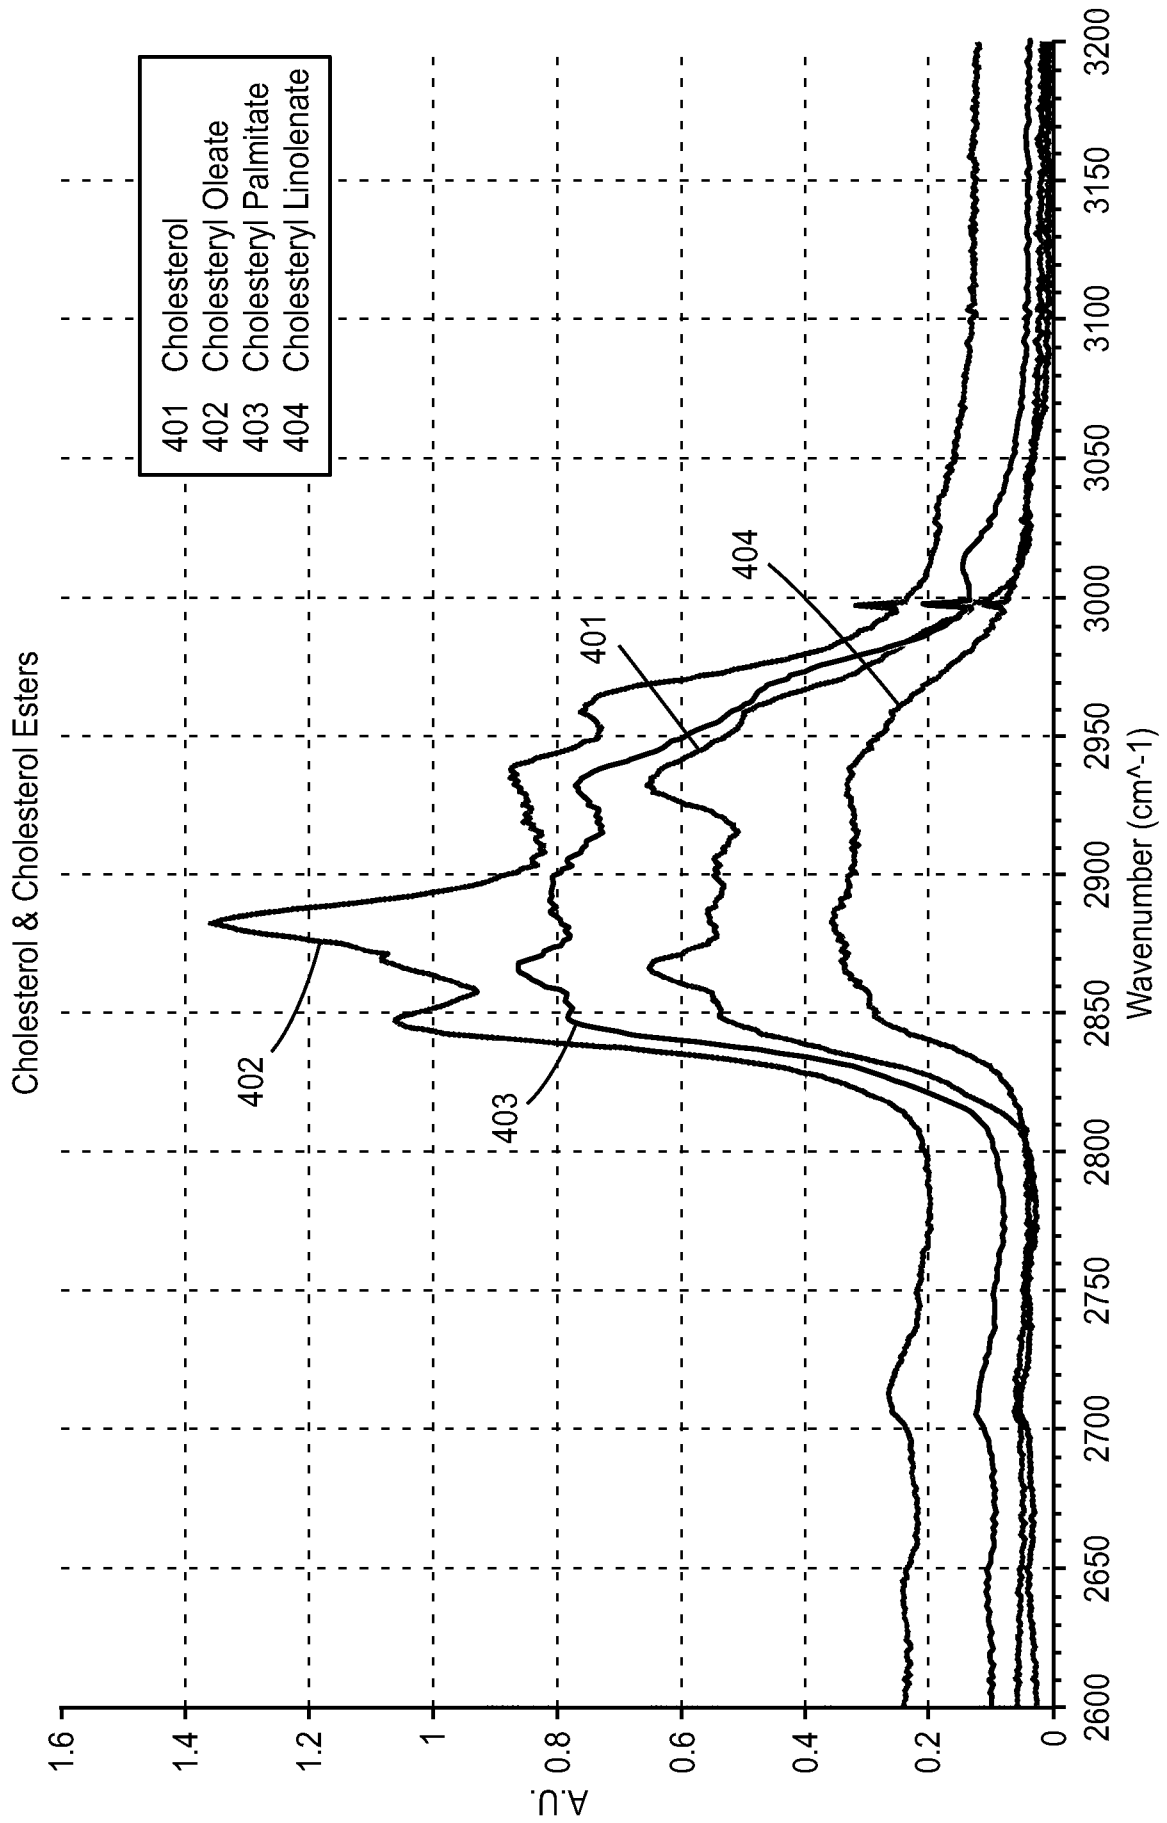 Cholesterol & Cholesterol Esters
401 Cholesterol
402 Cholesteryl Oleate
403 Cholesteryl Palmitate
404 Cholesteryl Linolenate
402
403
401
404
A.U.
1.6
1.4
1.2
1
0.8
0.6
0.4
0.2
0
2600 2650 2700 2750 2800 2850 2900 2950 3000 3050 3100 3150 3200
Wavenumber (cm^-1)